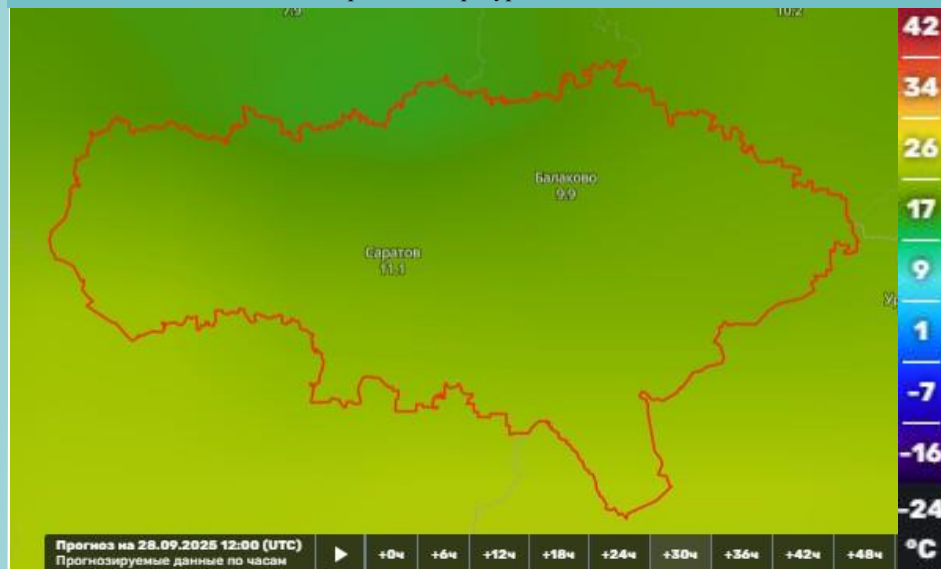 7.9
10.2
Балаково
9.9
Саратов
11.1
Ур
42
34
26
17
9
1
-7
-16
-24
°C
Прогноз на 28.09.2025 12:00 (UTC)
Прогнозируемые данные по часам
+0ч +6ч +12ч +18ч +24ч +30ч +36ч +42ч +48ч